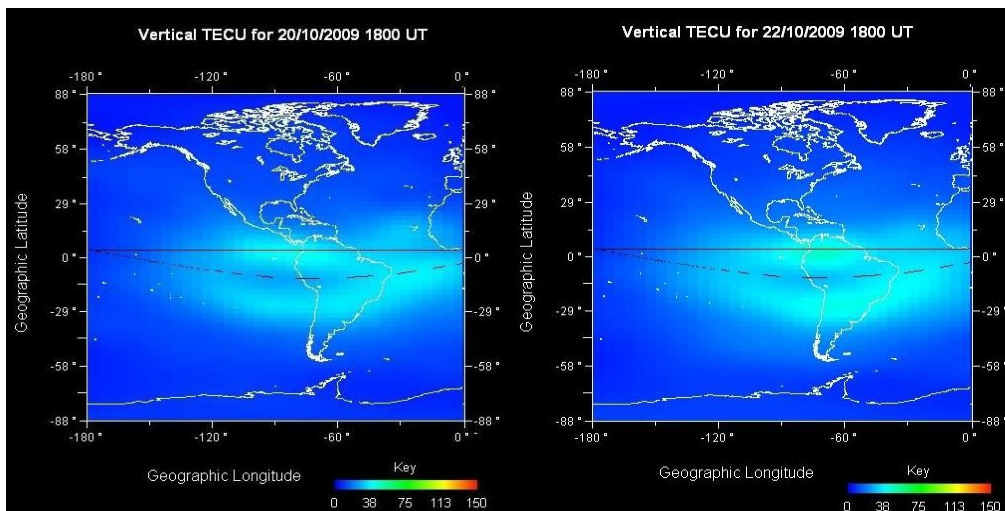 Vertical TECU for 20/10/2009 1800 UT
-180 -120 -60 0°
88° 88°
58° 58°
29° 29°
0° 0°
-29° -29°
-58° -58°
-88° -88°
-180° -120° -60° 0°
Geographic Latitude
Geographic Longitude
Key
0 38 75 113 150
Vertical TECU for 22/10/2009 1800 UT
-180 -120 -60° 0°
88° 88°
58° 58°
29° 29°
0° 0°
-29° -29°
-58° -58°
-88° -88°
-180° -120° -60° 0°
Geographic Latitude
Geographic Longitude
Key
0 38 75 113 150